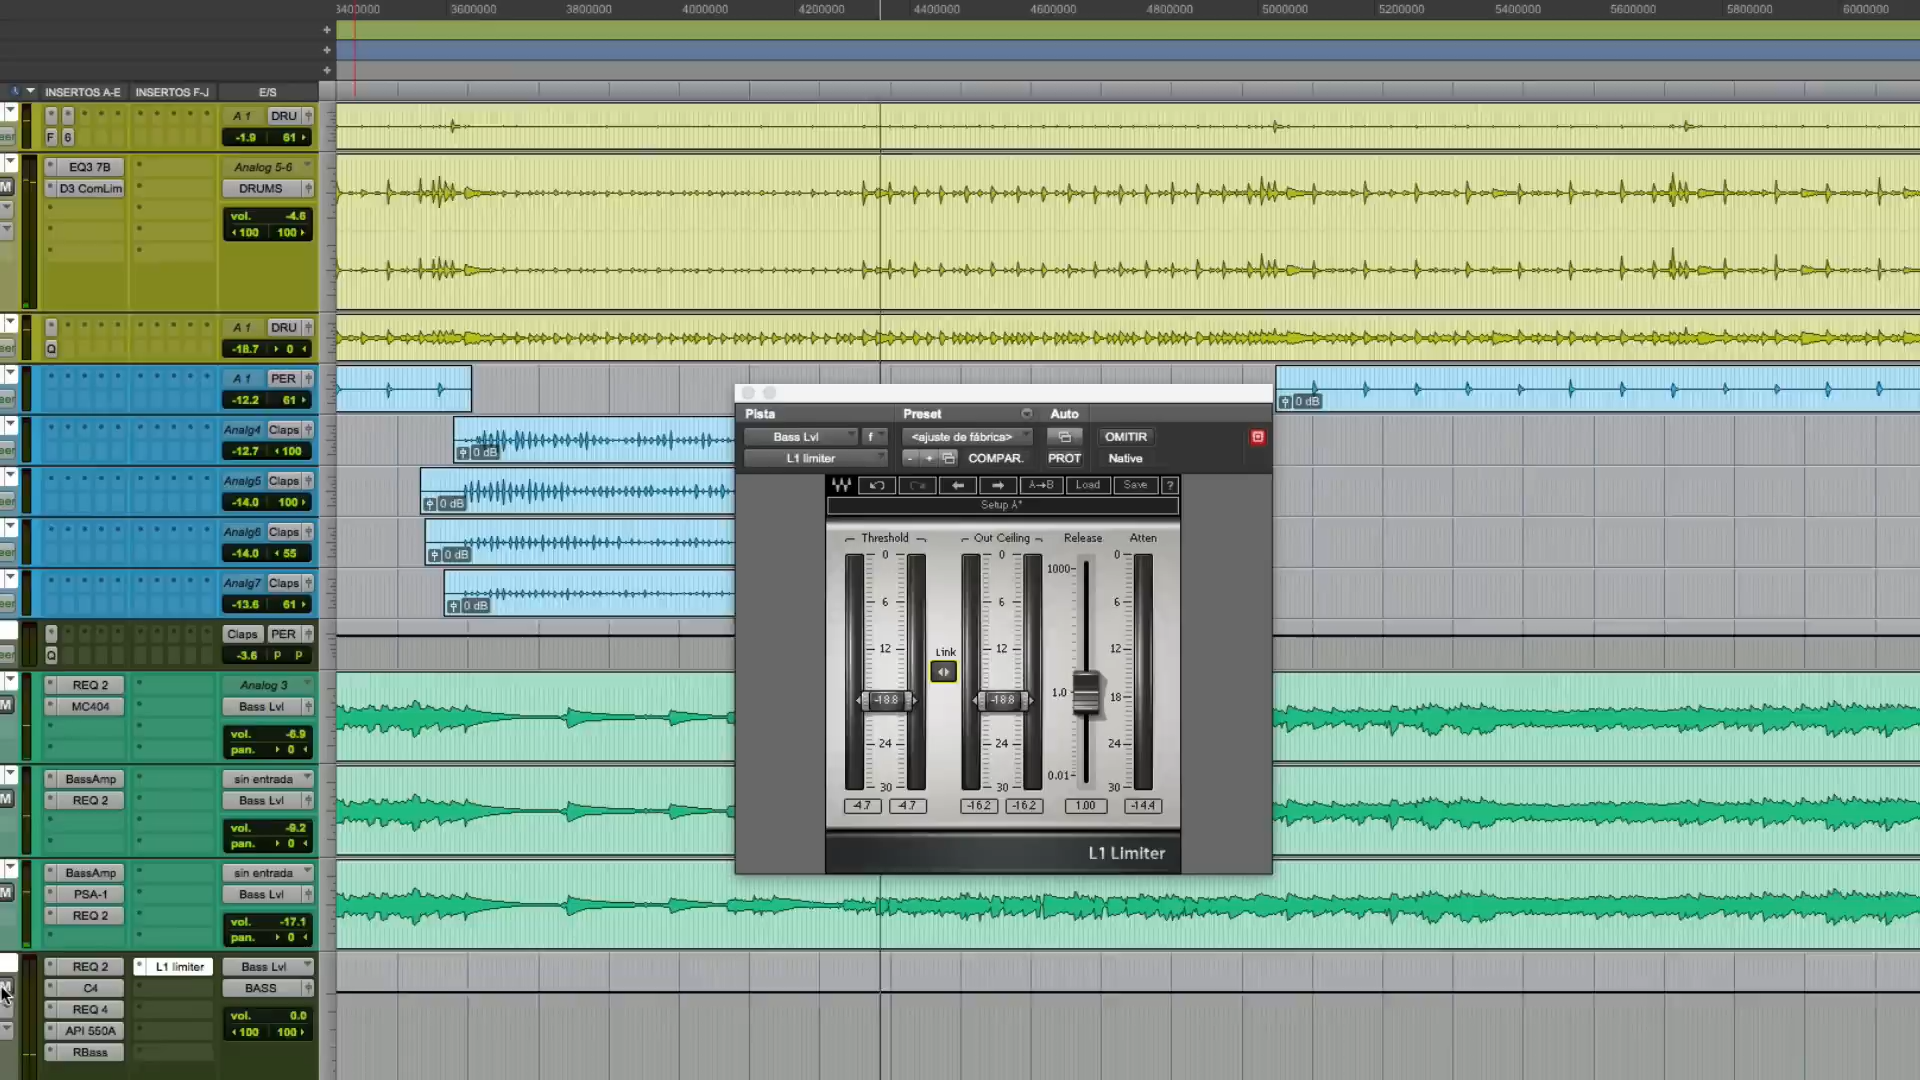 3400000 3600000 3800000 4000000 4200000 4400000 4600000 4800000 5000000 5200000 5400000 5600000 5800000 6000000
INSERTOS A-E INSERTOS F-J E/S
A 1 DRU
F 6 -1.9 61
EQ3 7B Analog 5-6
D3 ComLim DRUMS
vol. -4.6
100 100
A 1 DRU
Q -18.7 0
A 1 PER
-12.2 61
0 dB
Analg4 Claps
-12.7 100
0 dB
Analg5 Claps
-14.0 100
0 dB
Analg6 Claps
-14.0 55
0 dB
Analg7 Claps
-13.6 61
0 dB
Claps PER
Q -3.6 P P
REQ 2 Analog 3
M MC404 Bass Lvl
vol. -6.9
pan. 0
BassAmp sin entrada
M REQ 2 Bass Lvl
vol. -9.2
pan. 0
BassAmp sin entrada
M PSA-1 Bass Lvl
REQ 2 vol. -17.1
pan. 0
REQ 2 L1 limiter Bass Lvl
M C4 BASS
REQ 4 vol. 0.0
API 550A 100 100
RBass
Pista Preset Auto
Bass Lvl f <ajuste de fábrica> OMITIR
L1 limiter - + COMPAR. PROT Native
A→B Load Save ?
Setup A*
Threshold Out Ceiling Release Atten
0 0 0
1000
6 6 6
Link
12 12 12
-18.8 -18.8 1.0 18
24 24 24
0.01
30 30 30
-4.7 -4.7 -16.2 -16.2 1.00 -14.4
L1 Limiter